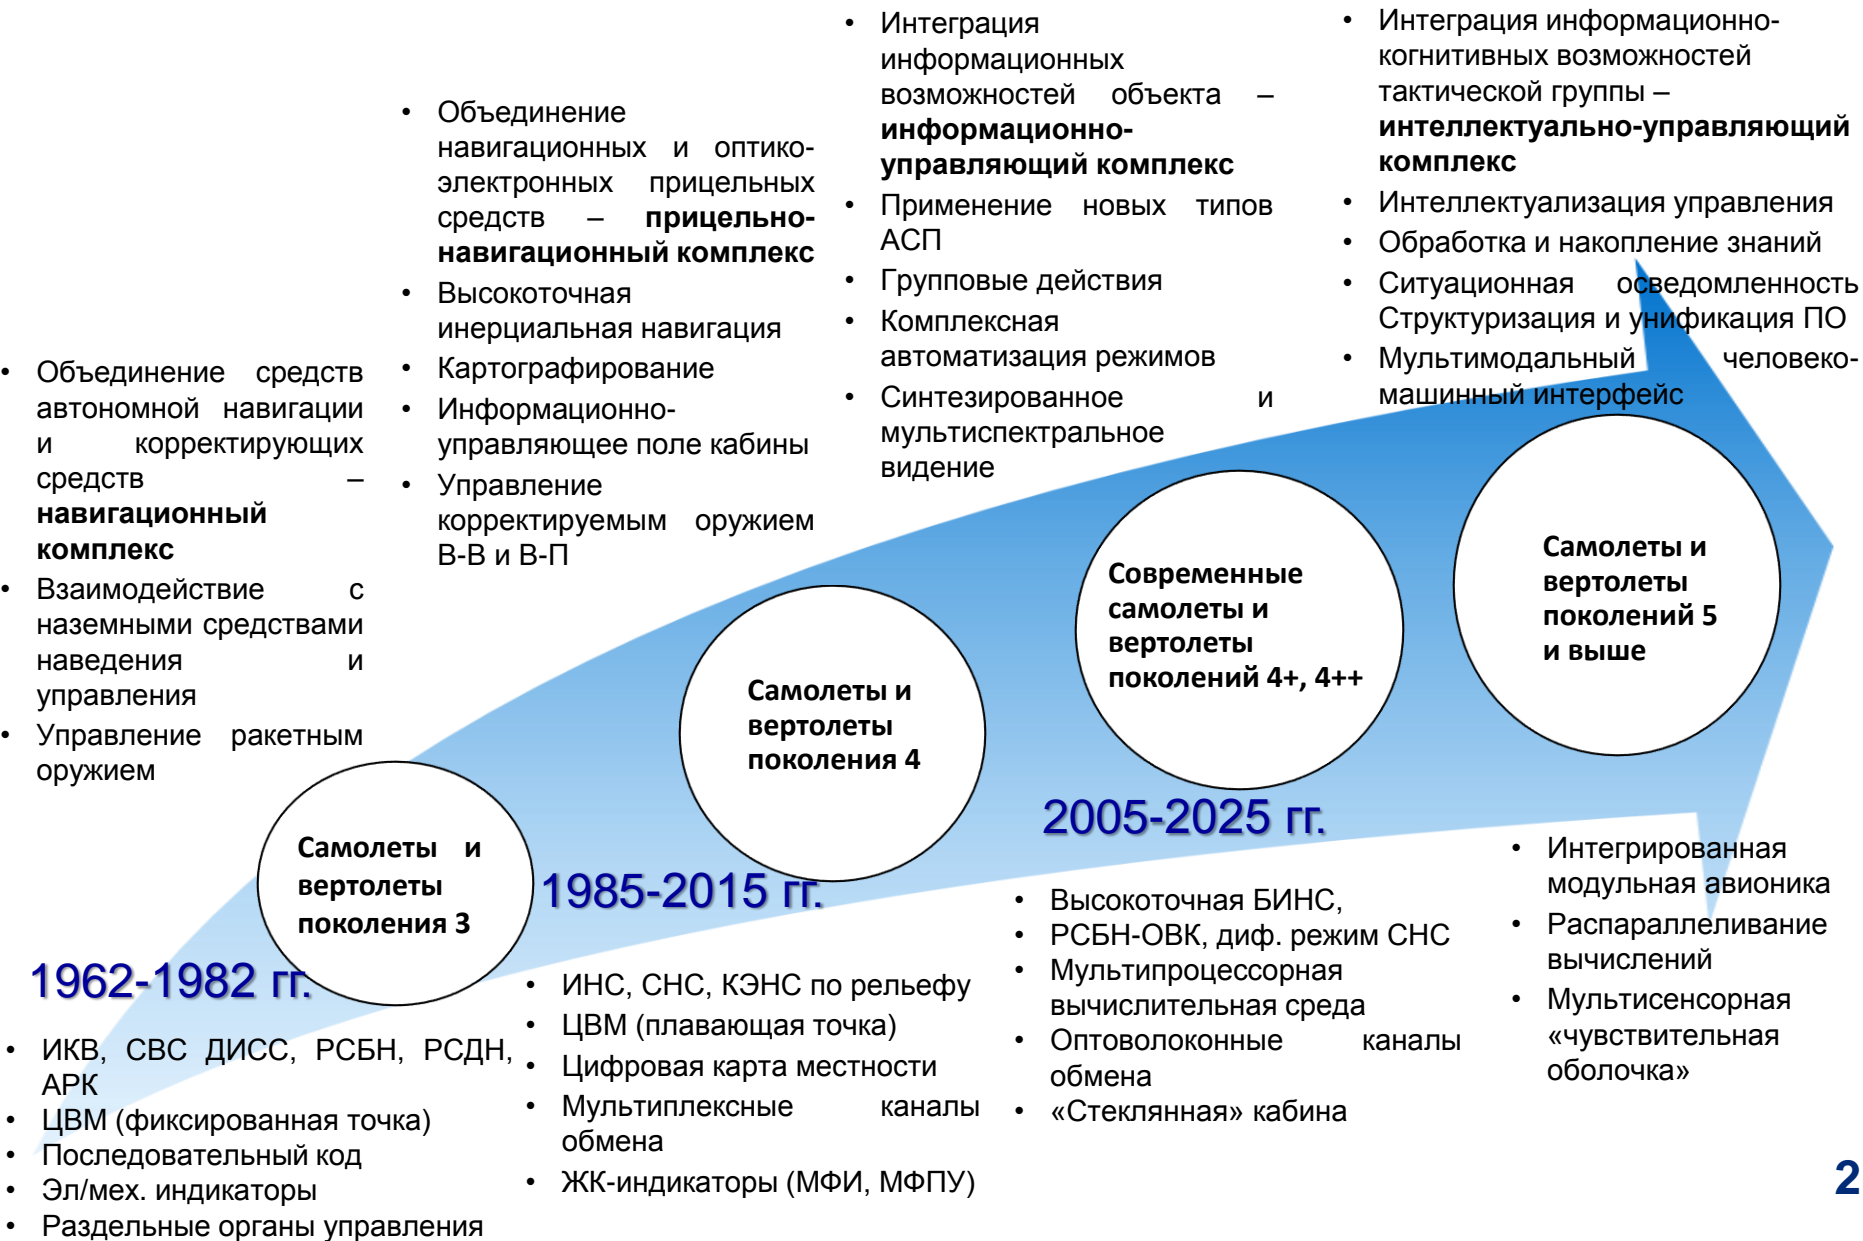 • Объединение средств
автономной навигации
и корректирующих
средств –
навигационный
комплекс
• Взаимодействие с
наземными средствами
наведения и
управления
• Управление ракетным
оружием
• Объединение
навигационных и оптико-
электронных прицельных
средств – прицельно-
навигационный комплекс
• Высокоточная
инерциальная навигация
• Картографирование
• Информационно-
управляющее поле кабины
• Управление
корректируемым оружием
В-В и В-П
• Интеграция
информационных
возможностей объекта –
информационно-
управляющий комплекс
• Применение новых типов
АСП
• Групповые действия
• Комплексная
автоматизация режимов
• Синтезированное и
мультиспектральное
видение
• Интеграция информационно-
когнитивных возможностей
тактической группы –
интеллектуально-управляющий
комплекс
• Интеллектуализация управления
• Обработка и накопление знаний
• Ситуационная осведомленность
Структуризация и унификация ПО
• Мультимодальный человеко-
машинный интерфейс
Самолеты и
вертолеты
поколения 3
Самолеты и
вертолеты
поколения 4
Современные
самолеты и
вертолеты
поколений 4+, 4++
Самолеты и
вертолеты
поколений 5
и выше
1962-1982 гг.
• ИКВ, СВС ДИСС, РСБН, РСДН,
АРК
• ЦВМ (фиксированная точка)
• Последовательный код
• Эл/мех. индикаторы
• Раздельные органы управления
1985-2015 гг.
• ИНС, СНС, КЭНС по рельефу
• ЦВМ (плавающая точка)
• Цифровая карта местности
• Мультиплексные каналы
обмена
• ЖК-индикаторы (МФИ, МФПУ)
2005-2025 гг.
• Высокоточная БИНС,
• РСБН-ОВК, диф. режим СНС
• Мультипроцессорная
вычислительная среда
• Оптоволоконные каналы
обмена
• «Стеклянная» кабина
• Интегрированная
модульная авионика
• Распараллеливание
вычислений
• Мультисенсорная
«чувствительная
оболочка»
2